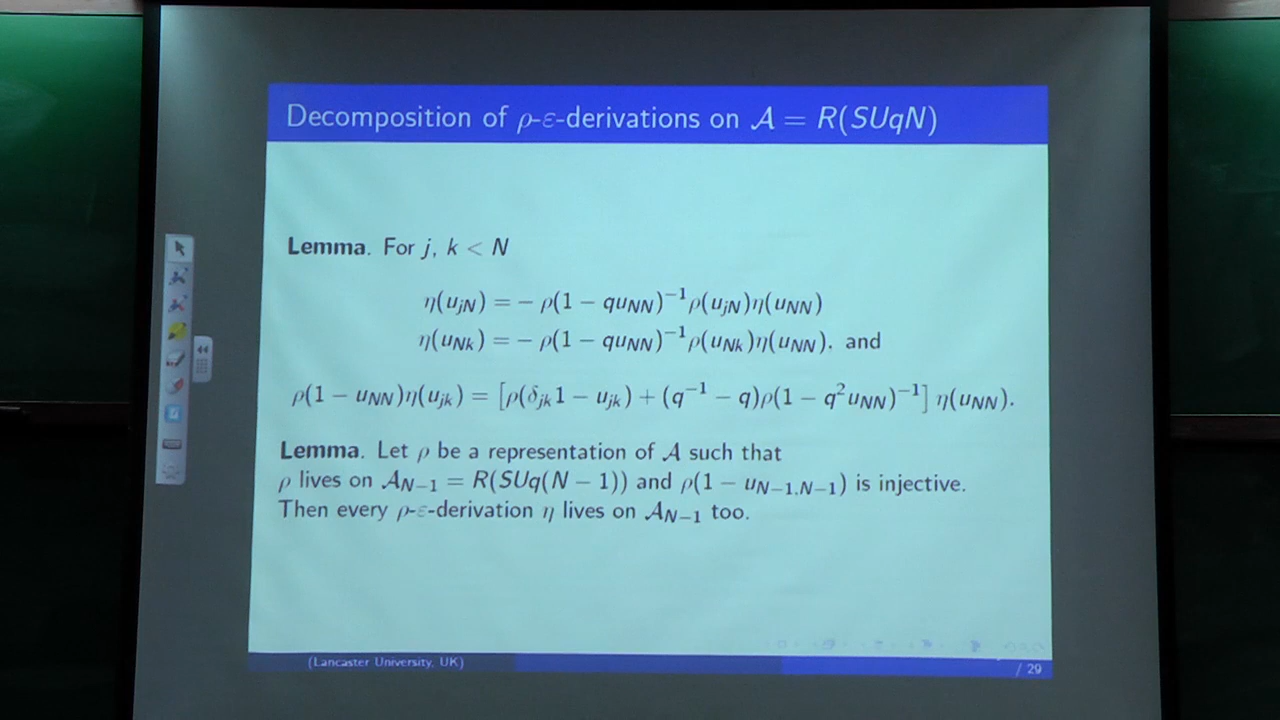 Decomposition of ρ-ε-derivations on 𝒜 = R(SUqN)
Lemma. For j, k < N
η(u_{jN}) = − ρ(1 − qu_{NN})^{−1}ρ(u_{jN})η(u_{NN})
η(u_{Nk}) = − ρ(1 − qu_{NN})^{−1}ρ(u_{Nk})η(u_{NN}). and
ρ(1 − u_{NN})η(u_{jk}) = [ρ(δ_{jk}1 − u_{jk}) + (q^{−1} − q)ρ(1 − q^2u_{NN})^{−1}] η(u_{NN}).
Lemma. Let ρ be a representation of 𝒜 such that
ρ lives on 𝒜_{N−1} = R(SUq(N − 1)) and ρ(1 − u_{N−1.N−1}) is injective.
Then every ρ-ε-derivation η lives on 𝒜_{N−1} too.
(Lancaster University, UK)
/ 29